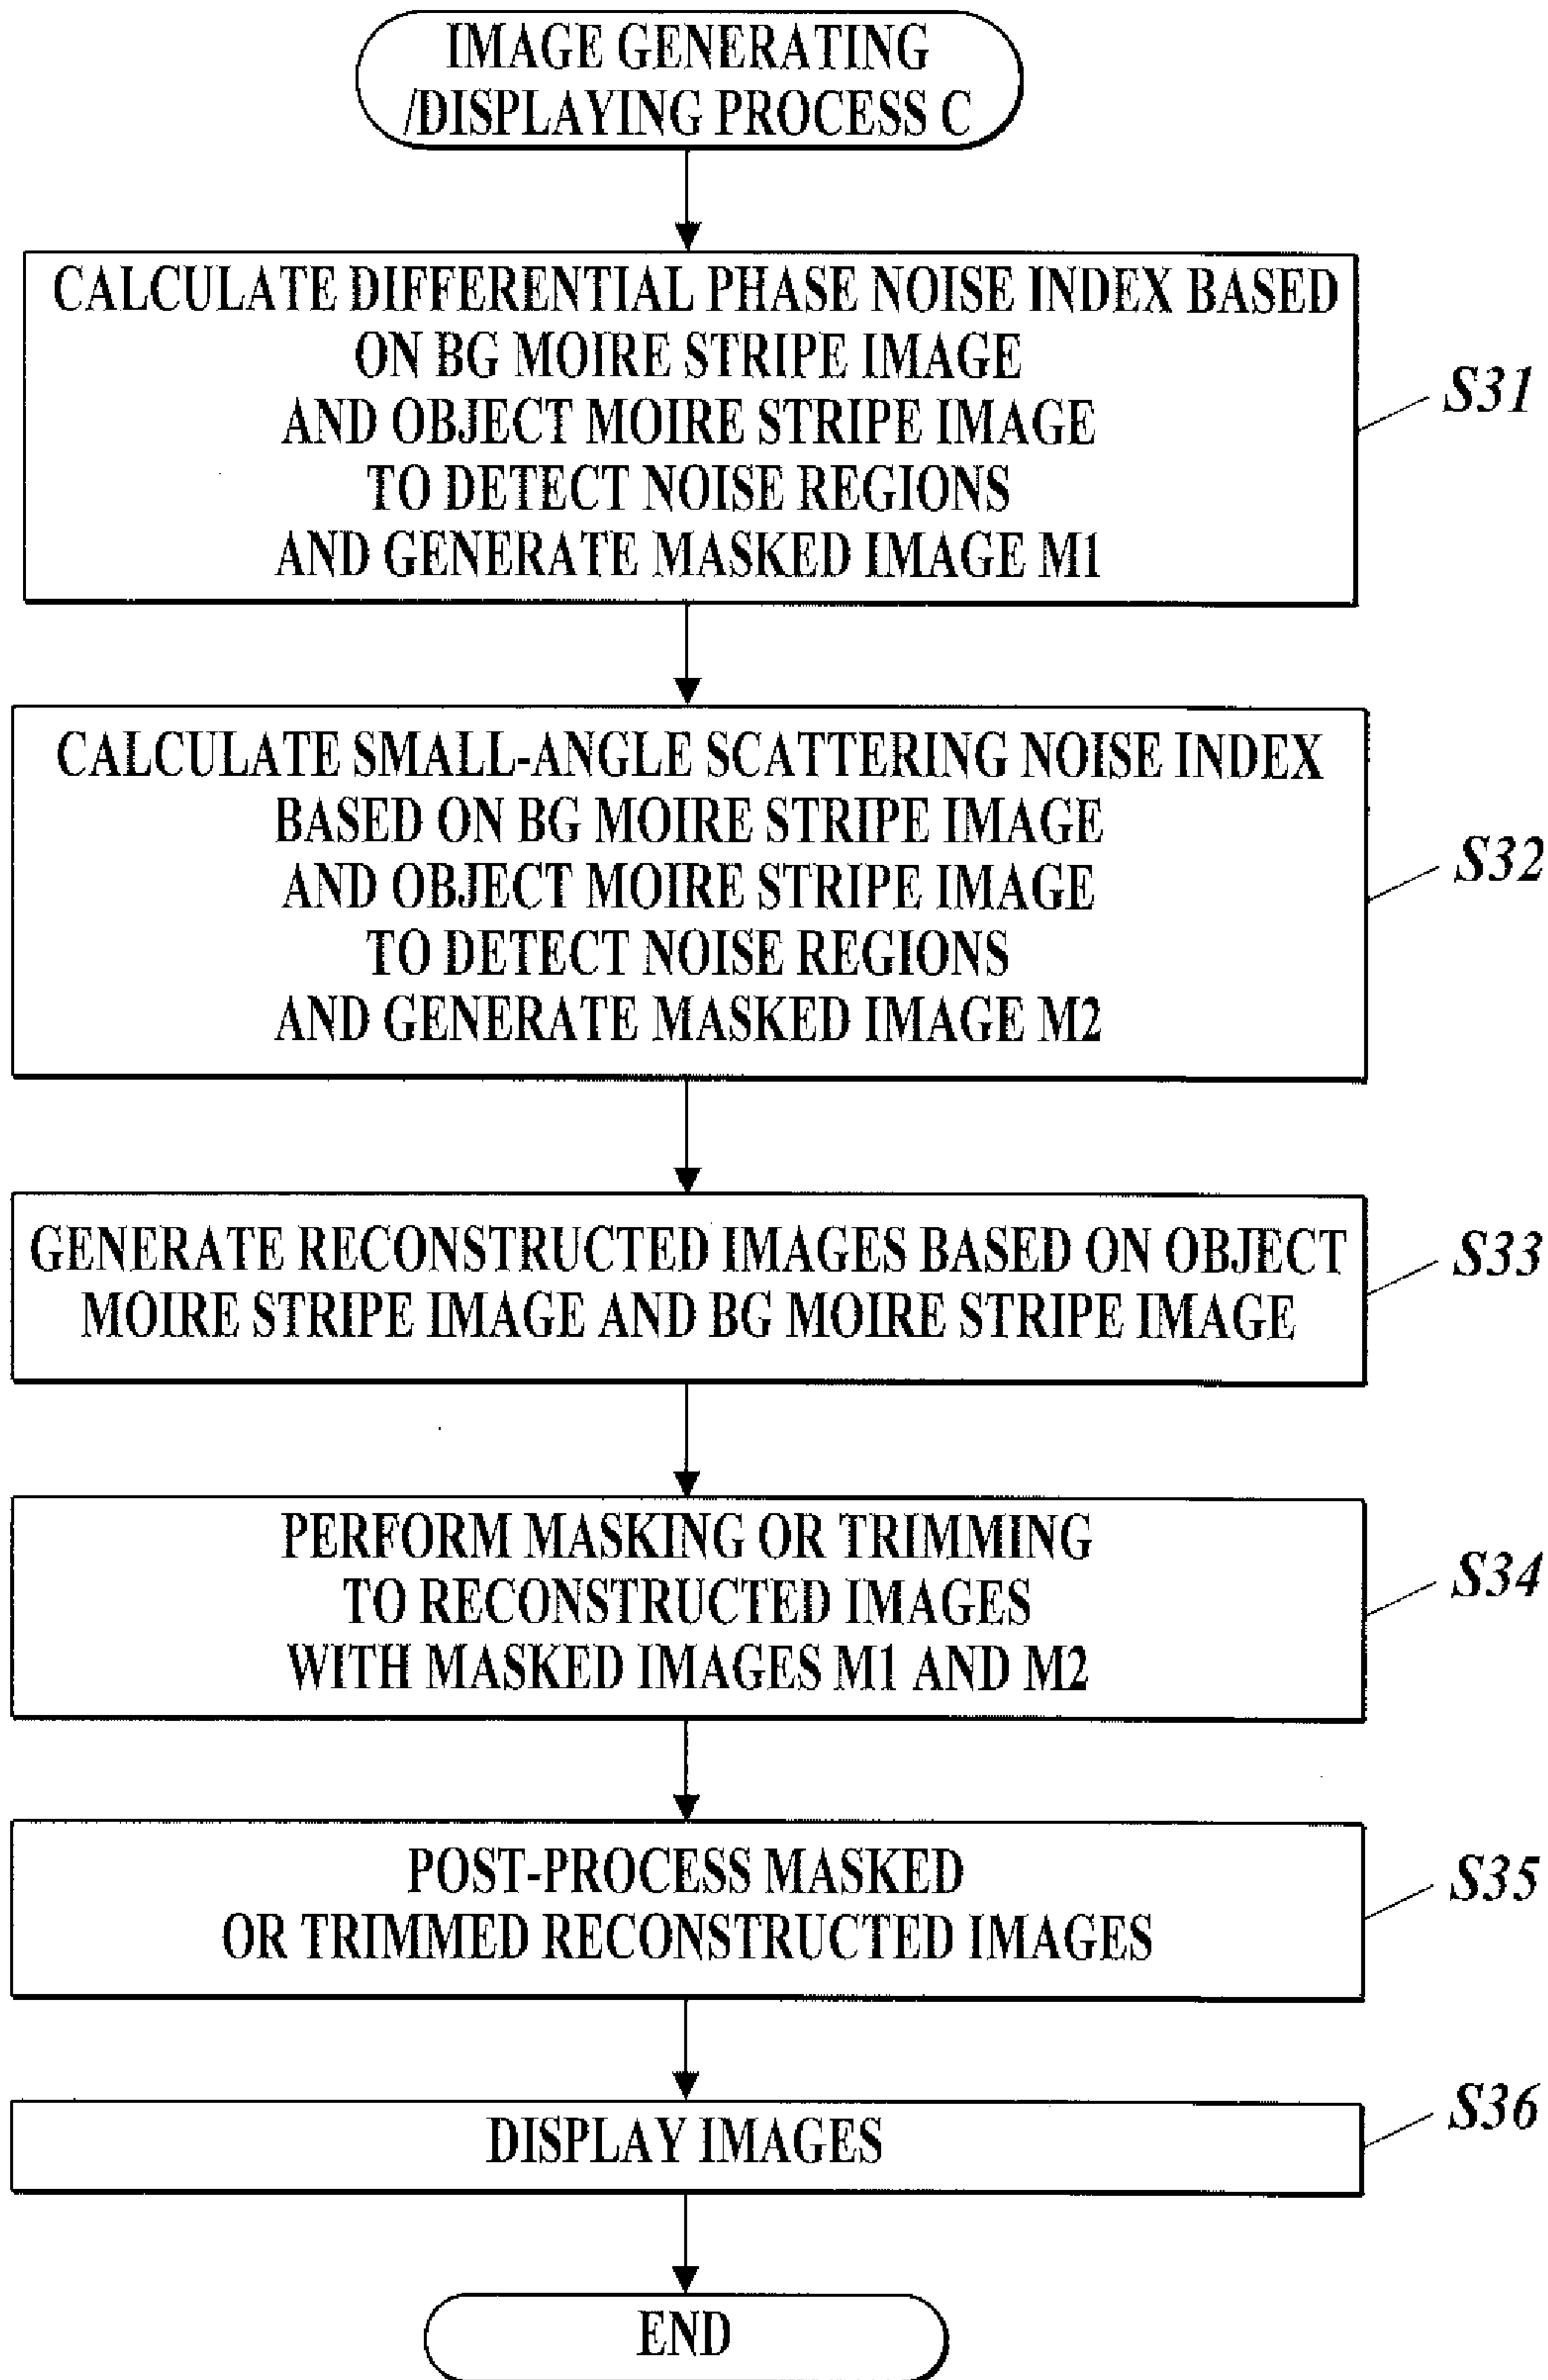 IMAGE GENERATING
/DISPLAYING PROCESS C
CALCULATE DIFFERENTIAL PHASE NOISE INDEX BASED
ON BG MOIRE STRIPE IMAGE
AND OBJECT MOIRE STRIPE IMAGE
TO DETECT NOISE REGIONS
AND GENERATE MASKED IMAGE M1
S31
CALCULATE SMALL-ANGLE SCATTERING NOISE INDEX
BASED ON BG MOIRE STRIPE IMAGE
AND OBJECT MOIRE STRIPE IMAGE
TO DETECT NOISE REGIONS
AND GENERATE MASKED IMAGE M2
S32
GENERATE RECONSTRUCTED IMAGES BASED ON OBJECT
MOIRE STRIPE IMAGE AND BG MOIRE STRIPE IMAGE
S33
PERFORM MASKING OR TRIMMING
TO RECONSTRUCTED IMAGES
WITH MASKED IMAGES M1 AND M2
S34
POST-PROCESS MASKED
OR TRIMMED RECONSTRUCTED IMAGES
S35
DISPLAY IMAGES
S36
END